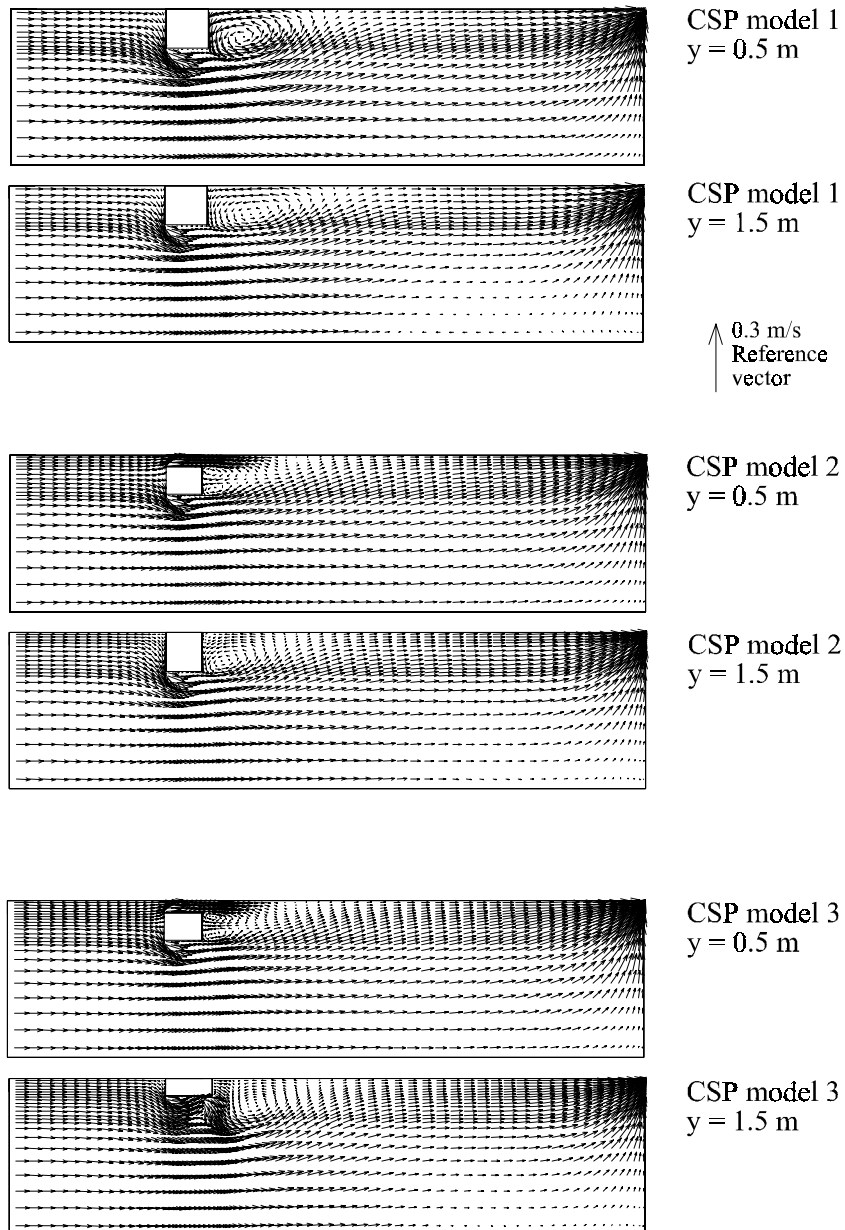 CSP model 1
y = 0.5 m
CSP model 1
y = 1.5 m
0.3 m/s
Reference
vector
CSP model 2
y = 0.5 m
CSP model 2
y = 1.5 m
CSP model 3
y = 0.5 m
CSP model 3
y = 1.5 m